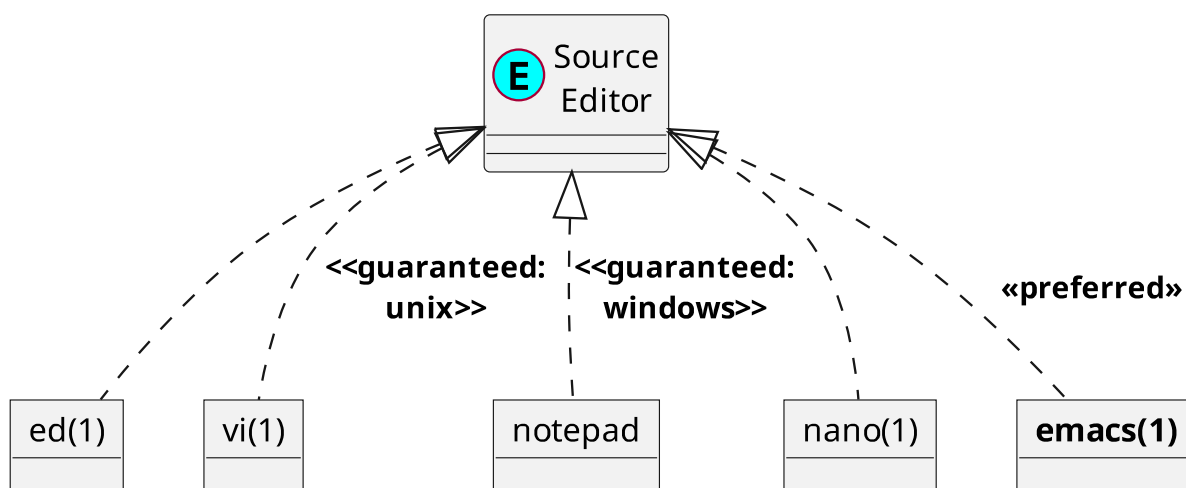 E
Source
Editor
<<guaranteed:
unix>>
<<guaranteed:
windows>>
«preferred»
ed(1)
vi(1)
notepad
nano(1)
emacs(1)